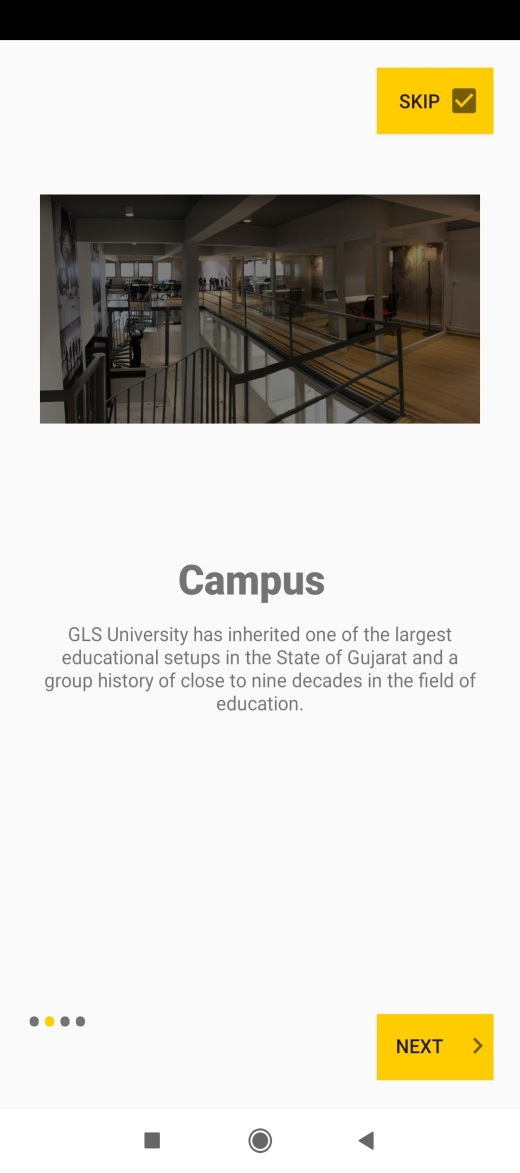 SKIP
Campus
GLS University has inherited one of the largest
educational setups in the State of Gujarat and a
group history of close to nine decades in the field of
education.
NEXT